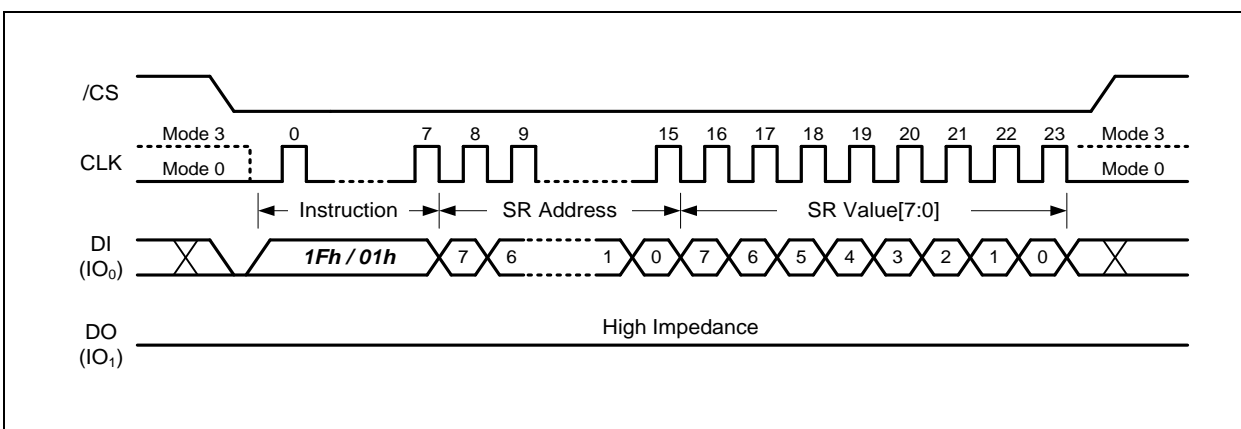 /CS
Mode 3 0 7 8 9 15 16 17 18 19 20 21 22 23 Mode 3
CLK
Mode 0 Mode 0
Instruction SR Address SR Value[7:0]
DI
(IO₀)
1Fh / 01h 7 6 1 0 7 6 5 4 3 2 1 0
High Impedance
DO
(IO₁)